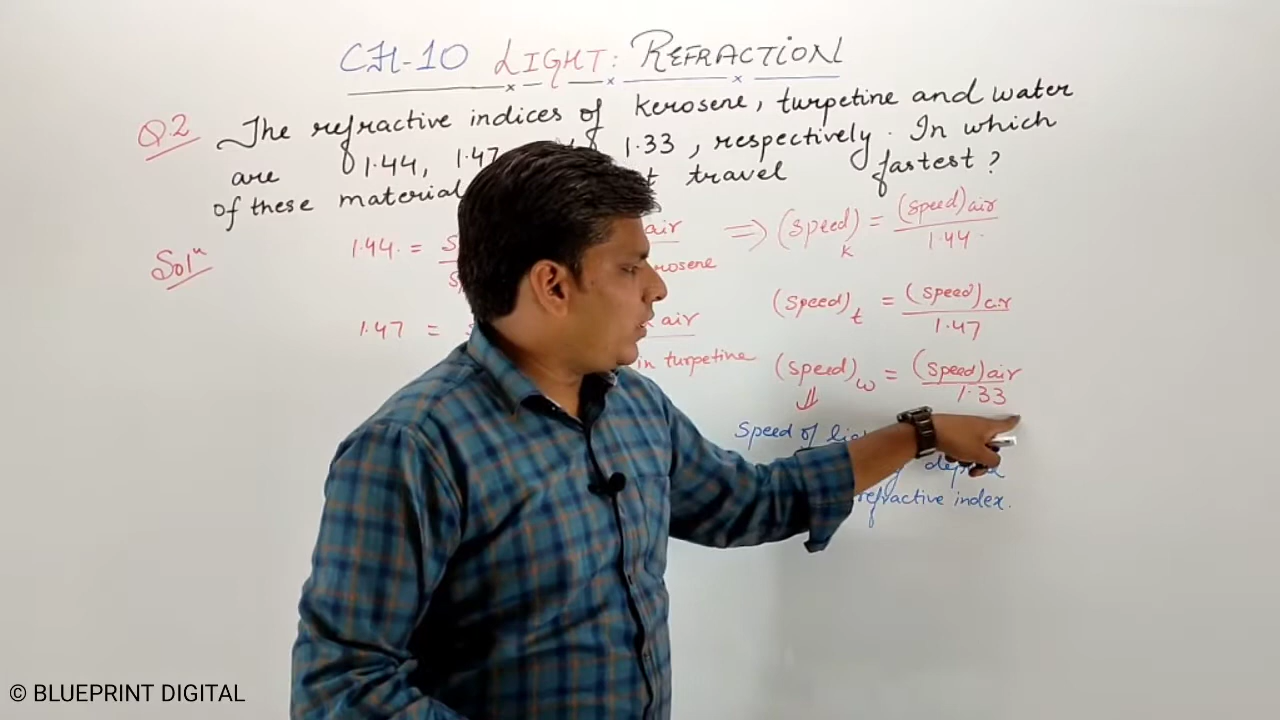 CH-10 LIGHT: REFRACTION
Q.2 The refractive indices of kerosene, turpetine and water
are 1.44, 1.47 1.33, respectively. In which
of these material travel fastest?
Solⁿ 1.44 = air ⇒ (speed)K = (speed)air / 1.44
(speed)t = (speed)air / 1.47
1.47 = air
in turpetine (speed)w = (speed)air / 1.33
⇓
Speed of
refractive index.
© BLUEPRINT DIGITAL